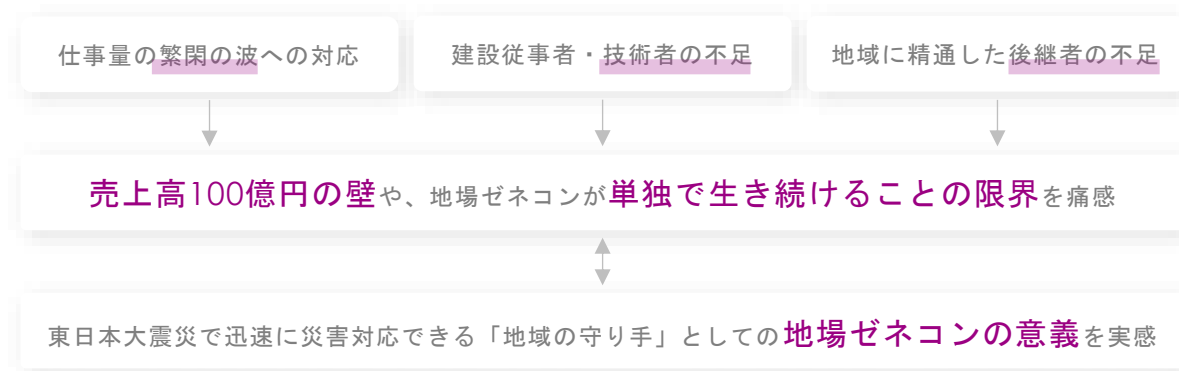 仕事量の繁閑の波への対応
建設従事者・技術者の不足
地域に精通した後継者の不足
売上高100億円の壁や、地場ゼネコンが単独で生き続けることの限界を痛感
東日本大震災で迅速に災害対応できる「地域の守り手」としての地場ゼネコンの意義を実感